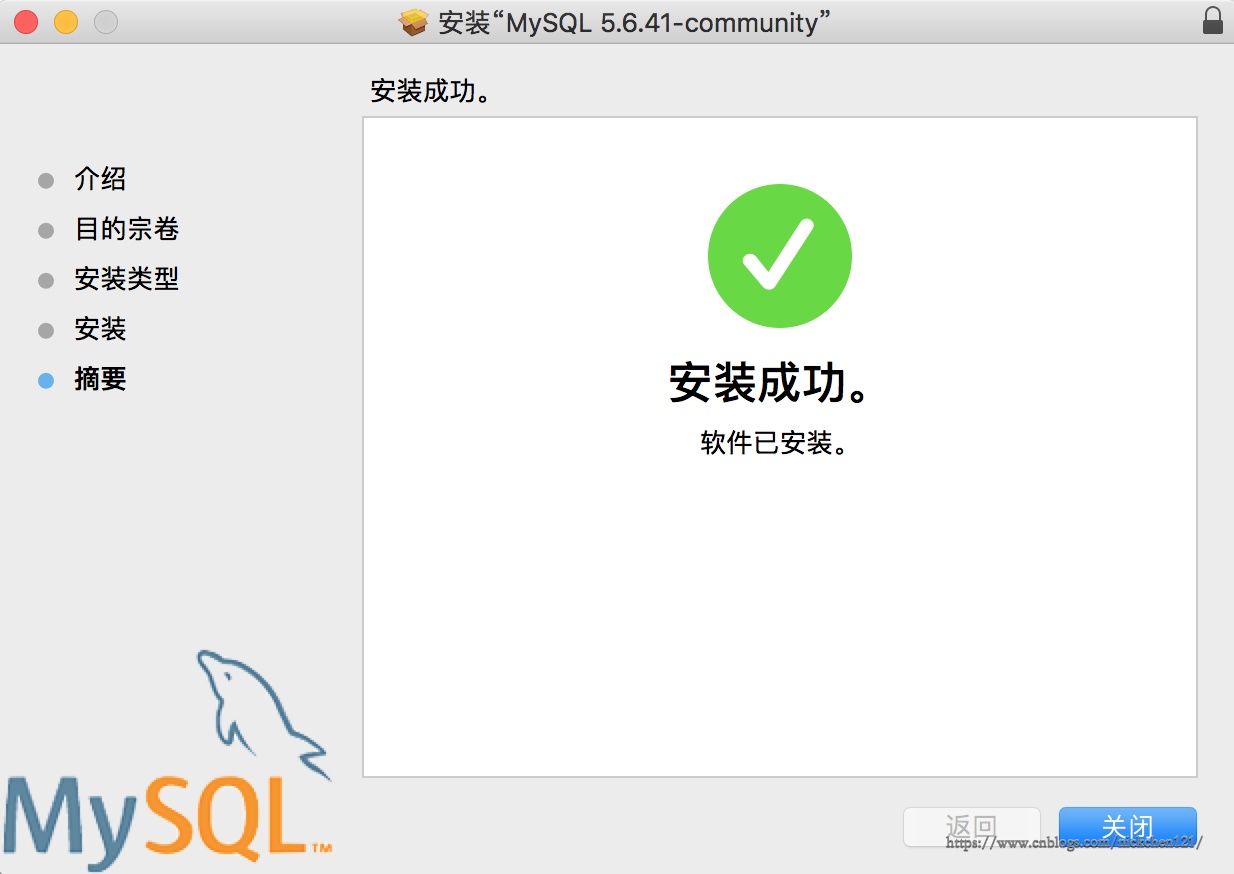 安装“MySQL 5.6.41-community”
安装成功。
介绍
目的宗卷
安装类型
安装
摘要
安装成功。
软件已安装。
MySQL™
返回
关闭
https://www.cnblogs.com/nickchen121/